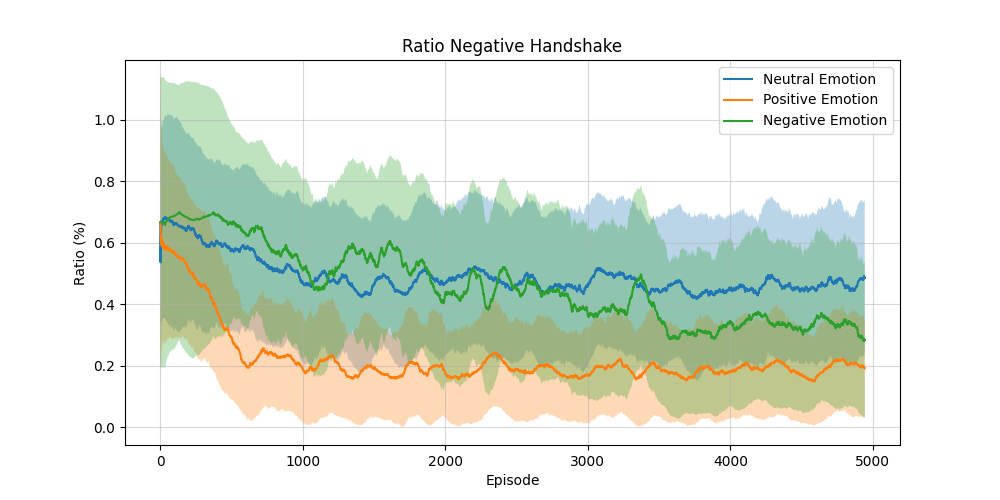 Ratio Negative Handshake
Neutral Emotion
Positive Emotion
Negative Emotion
Ratio (%)
1.0
0.8
0.6
0.4
0.2
0.0
0 1000 2000 3000 4000 5000
Episode